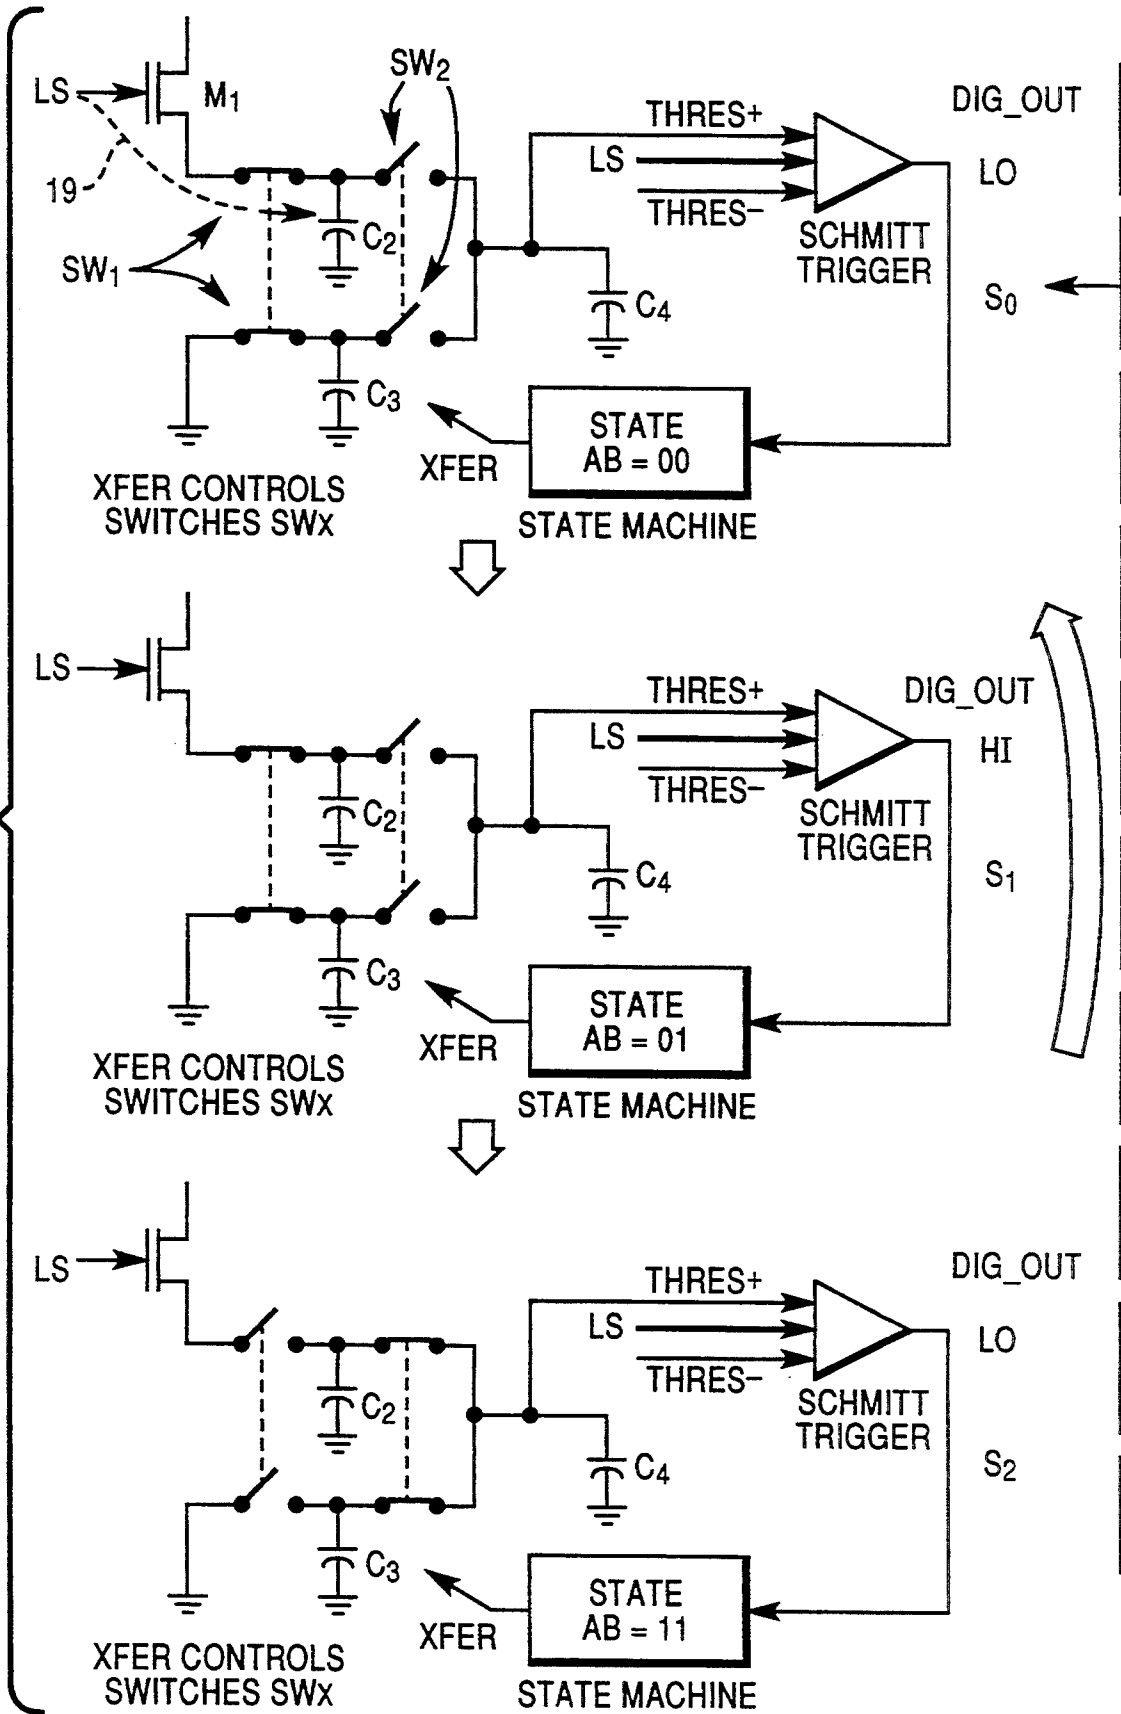 LS
M1
SW2
19
SW1
C2
C3
C4
THRES+
LS
THRES−
SCHMITT
TRIGGER
DIG_OUT
LO
S0
XFER
STATE
AB = 00
STATE MACHINE
XFER CONTROLS
SWITCHES SWx
LS
C2
C3
C4
THRES+
LS
THRES−
SCHMITT
TRIGGER
DIG_OUT
HI
S1
XFER
STATE
AB = 01
STATE MACHINE
XFER CONTROLS
SWITCHES SWx
LS
C2
C3
C4
THRES+
LS
THRES−
SCHMITT
TRIGGER
DIG_OUT
LO
S2
XFER
STATE
AB = 11
STATE MACHINE
XFER CONTROLS
SWITCHES SWx